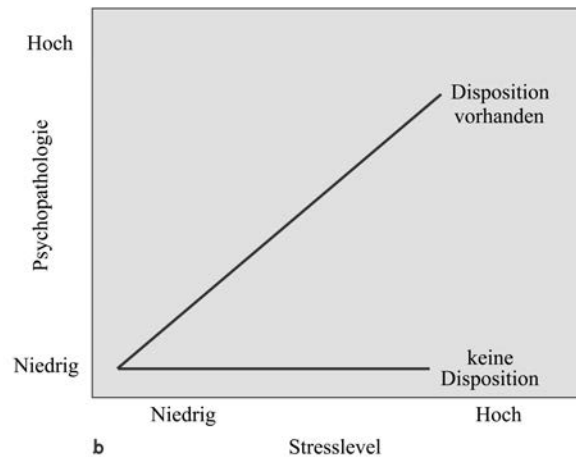 Hoch
Disposition
vorhanden
Psychopathologie
Niedrig
keine
Disposition
Niedrig
Hoch
b
Stresslevel